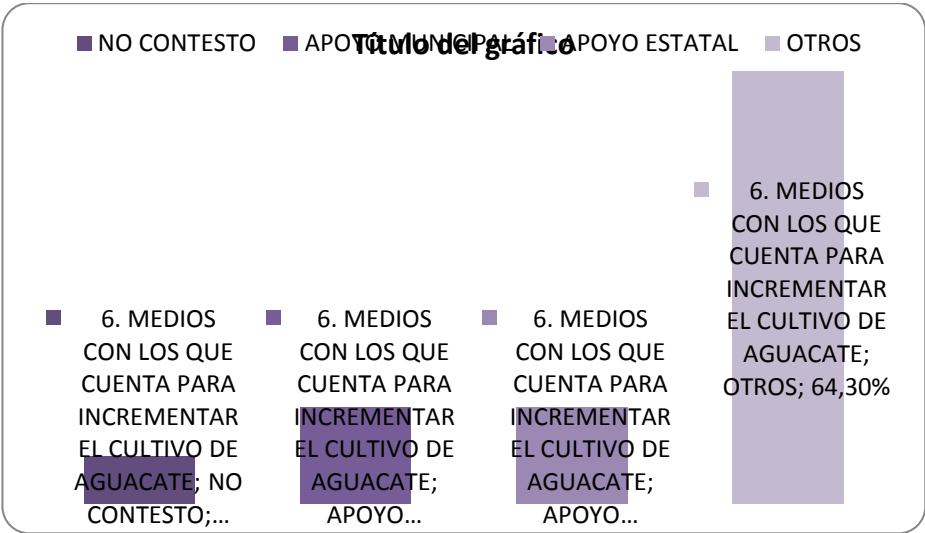 Título del gráfico
NO CONTESTO APOYO MUNICIPAL APOYO ESTATAL OTROS
6. MEDIOS
CON LOS QUE
CUENTA PARA
INCREMENTAR
EL CULTIVO DE
AGUACATE; NO
CONTESTO;…
6. MEDIOS
CON LOS QUE
CUENTA PARA
INCREMENTAR
EL CULTIVO DE
AGUACATE;
APOYO…
6. MEDIOS
CON LOS QUE
CUENTA PARA
INCREMENTAR
EL CULTIVO DE
AGUACATE;
APOYO…
6. MEDIOS
CON LOS QUE
CUENTA PARA
INCREMENTAR
EL CULTIVO DE
AGUACATE;
OTROS; 64,30%